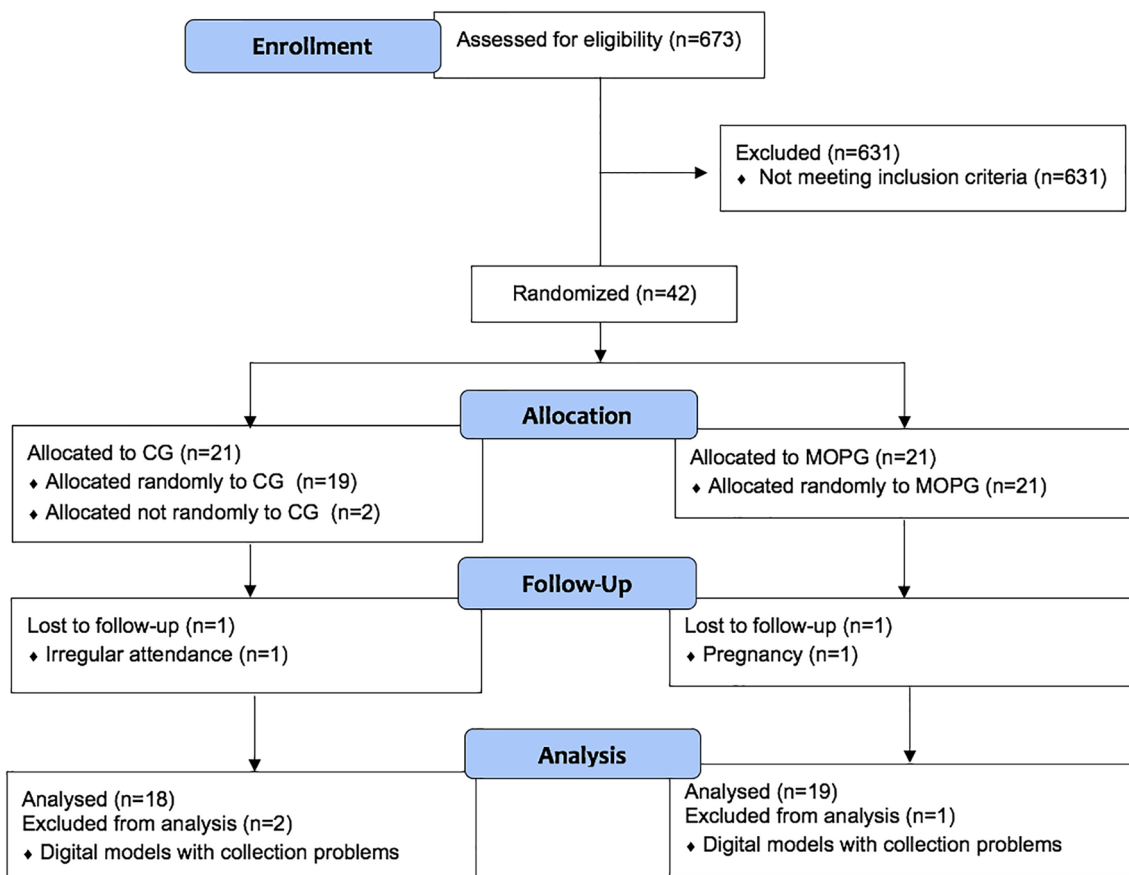 Enrollment
Assessed for eligibility (n=673)
Excluded (n=631)
♦ Not meeting inclusion criteria (n=631)
Randomized (n=42)
Allocation
Allocated to CG (n=21)
♦ Allocated randomly to CG (n=19)
♦ Allocated not randomly to CG (n=2)
Allocated to MOPG (n=21)
♦ Allocated randomly to MOPG (n=21)
Follow-Up
Lost to follow-up (n=1)
♦ Irregular attendance (n=1)
Lost to follow-up (n=1)
♦ Pregnancy (n=1)
Analysis
Analysed (n=18)
Excluded from analysis (n=2)
♦ Digital models with collection problems
Analysed (n=19)
Excluded from analysis (n=1)
♦ Digital models with collection problems